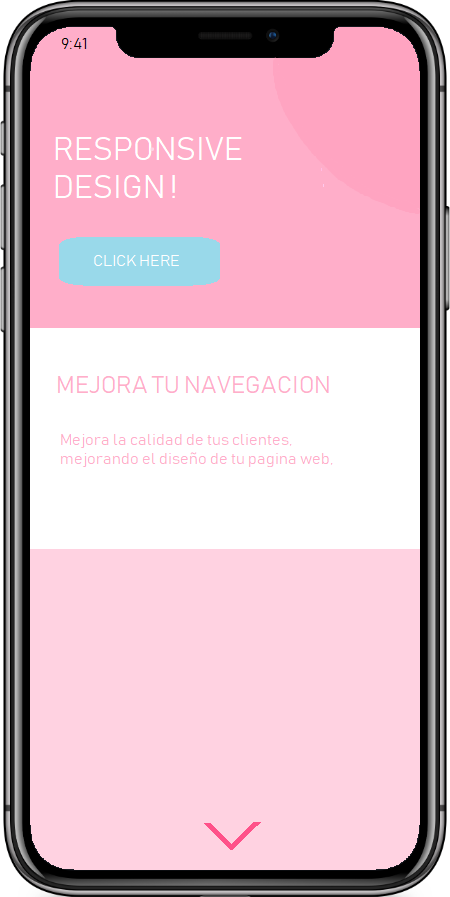 9:41
RESPONSIVE
DESIGN!
CLICK HERE
MEJORA TU NAVEGACION
Mejora la calidad de tus clientes,
mejorando el diseño de tu pagina web,